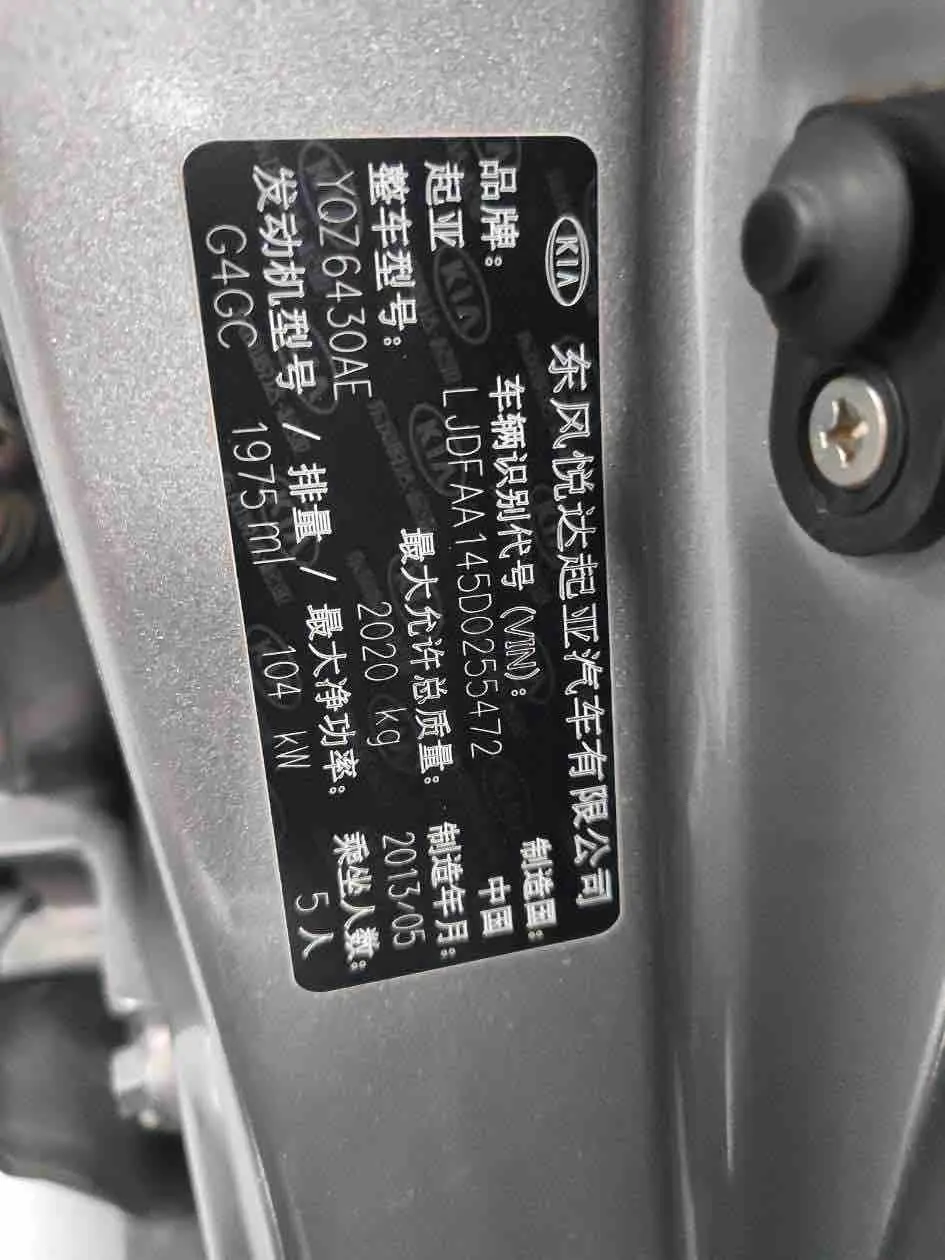 KIA 东风悦达起亚汽车有限公司
品牌: 车辆识别代号 (VIN): 制造国:
起亚 LJDFAA145D0255472 中国
整车型号: 最大允许总质量: 制造年月:
YQZ6430AE 2020 kg 2013/05
发动机型号 / 排量 / 最大净功率: 乘坐人数:
G4GC 1975ml 104 kW 5人